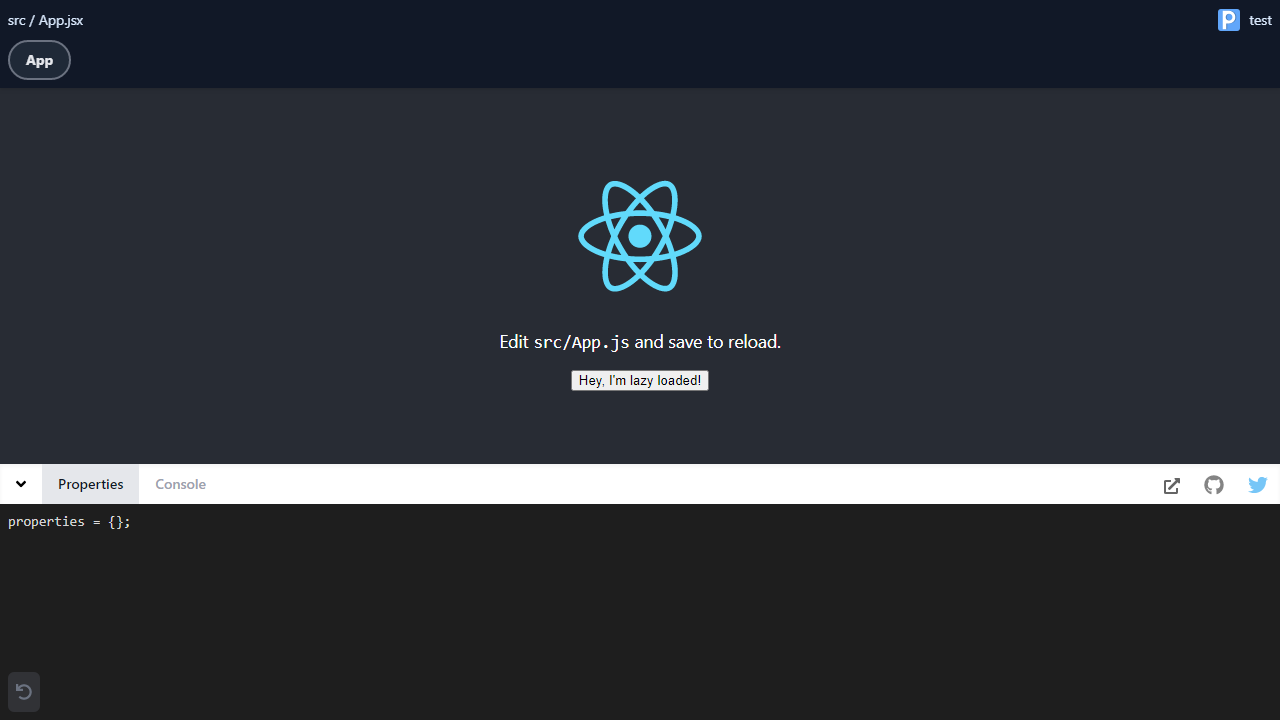 src / App.jsx
P test
App
Edit src/App.js and save to reload.
Hey, I'm lazy loaded!
Properties Console
properties = {};